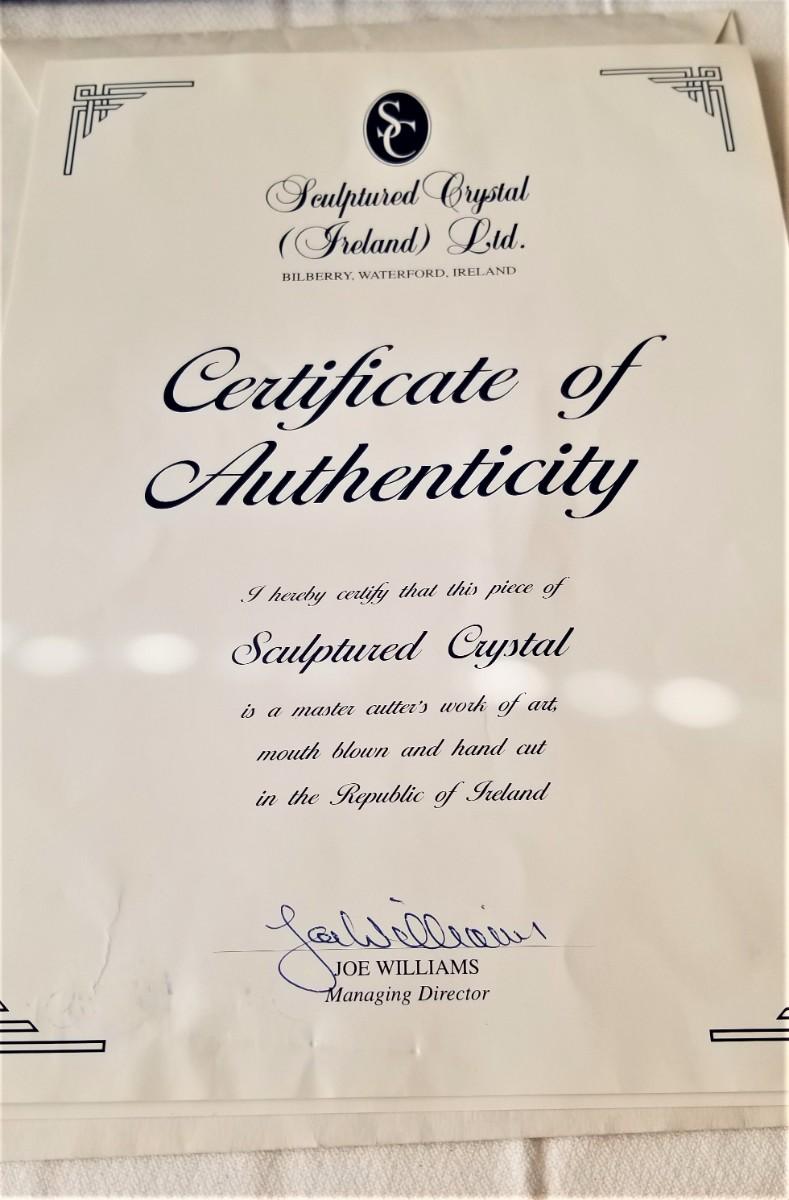 SC
Sculptured Crystal
(Ireland) Ltd.
BILBERRY, WATERFORD, IRELAND
Certificate of
Authenticity
I hereby certify that this piece of
Sculptured Crystal
is a master cutter's work of art,
mouth blown and hand cut
in the Republic of Ireland
Joe Williams
JOE WILLIAMS
Managing Director